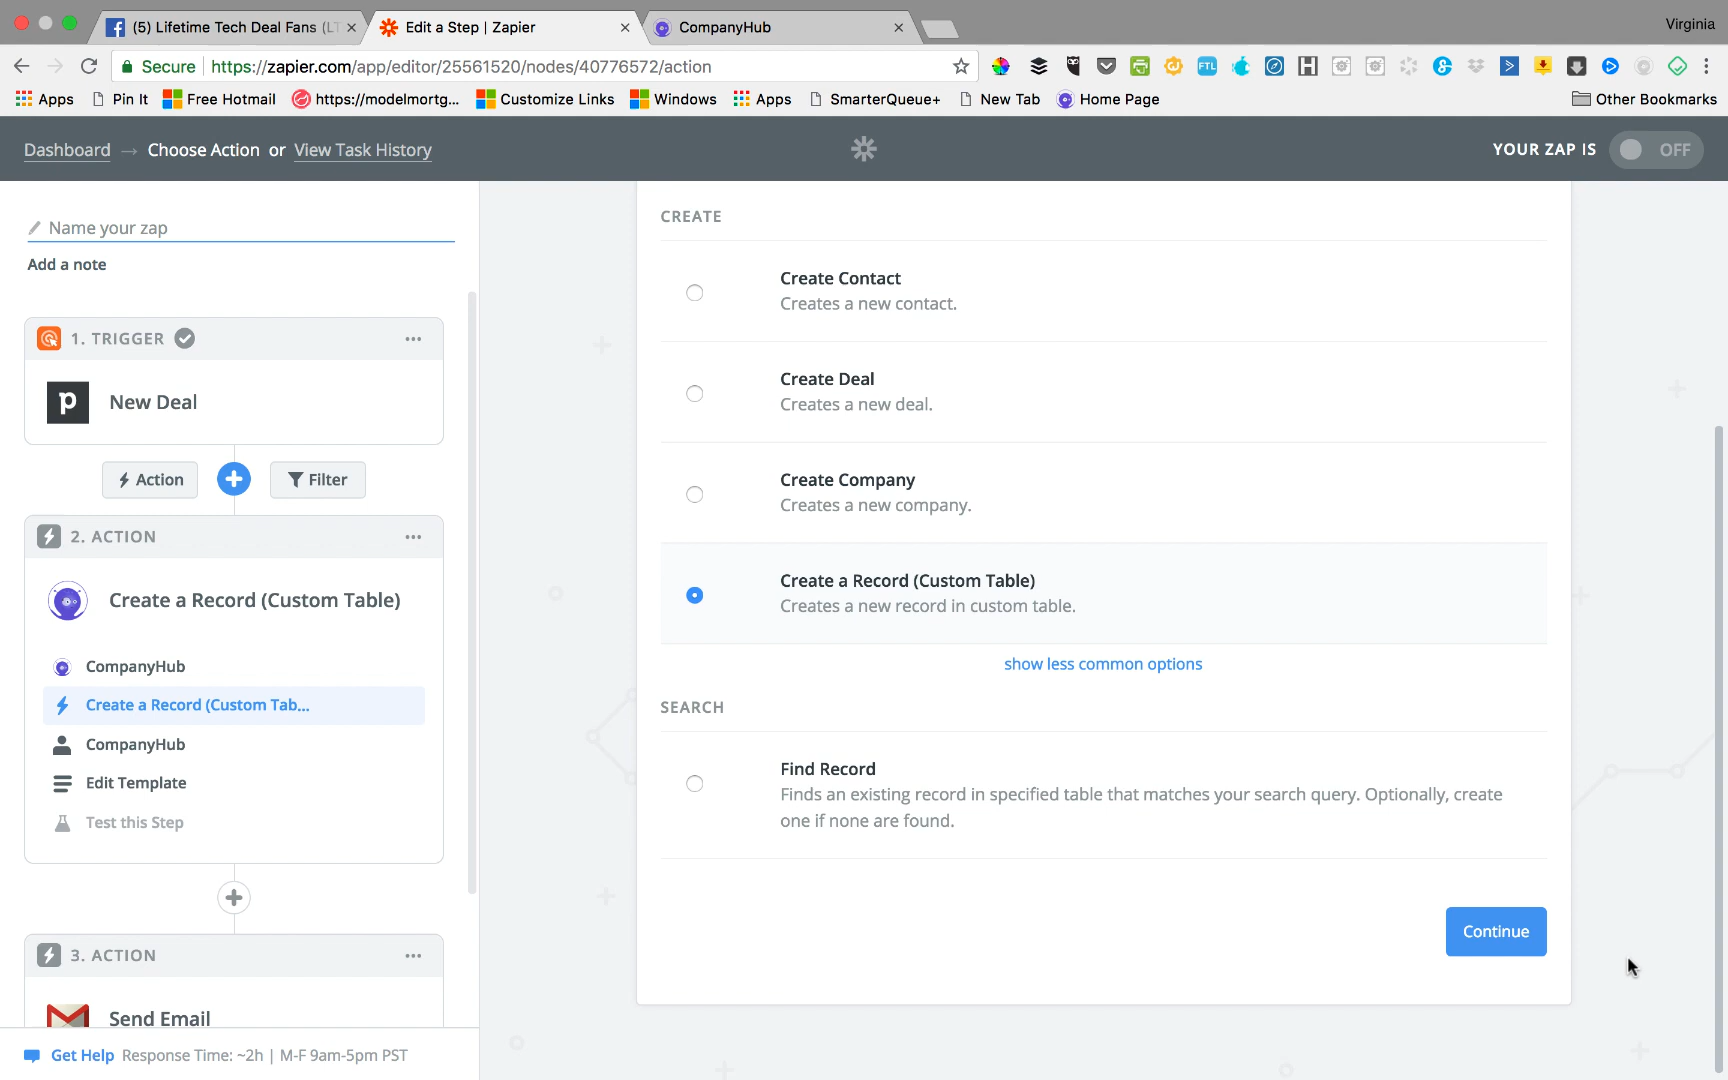 (5) Lifetime Tech Deal Fans (LT
Edit a Step | Zapier
CompanyHub
Virginia
Secure
https://zapier.com/app/editor/25561520/nodes/40776572/action
FTL
Apps
Pin It
Free Hotmail
https://modelmortg...
Customize Links
Windows
Apps
SmarterQueue+
New Tab
Home Page
Other Bookmarks
Dashboard → Choose Action or View Task History
YOUR ZAP IS
OFF
Name your zap
Add a note
1. TRIGGER
New Deal
Action
Filter
2. ACTION
Create a Record (Custom Table)
CompanyHub
Create a Record (Custom Tab...
CompanyHub
Edit Template
Test this Step
3. ACTION
Send Email
Get Help Response Time: ~2h | M-F 9am-5pm PST
CREATE
Create Contact
Creates a new contact.
Create Deal
Creates a new deal.
Create Company
Creates a new company.
Create a Record (Custom Table)
Creates a new record in custom table.
show less common options
SEARCH
Find Record
Finds an existing record in specified table that matches your search query. Optionally, create
one if none are found.
Continue